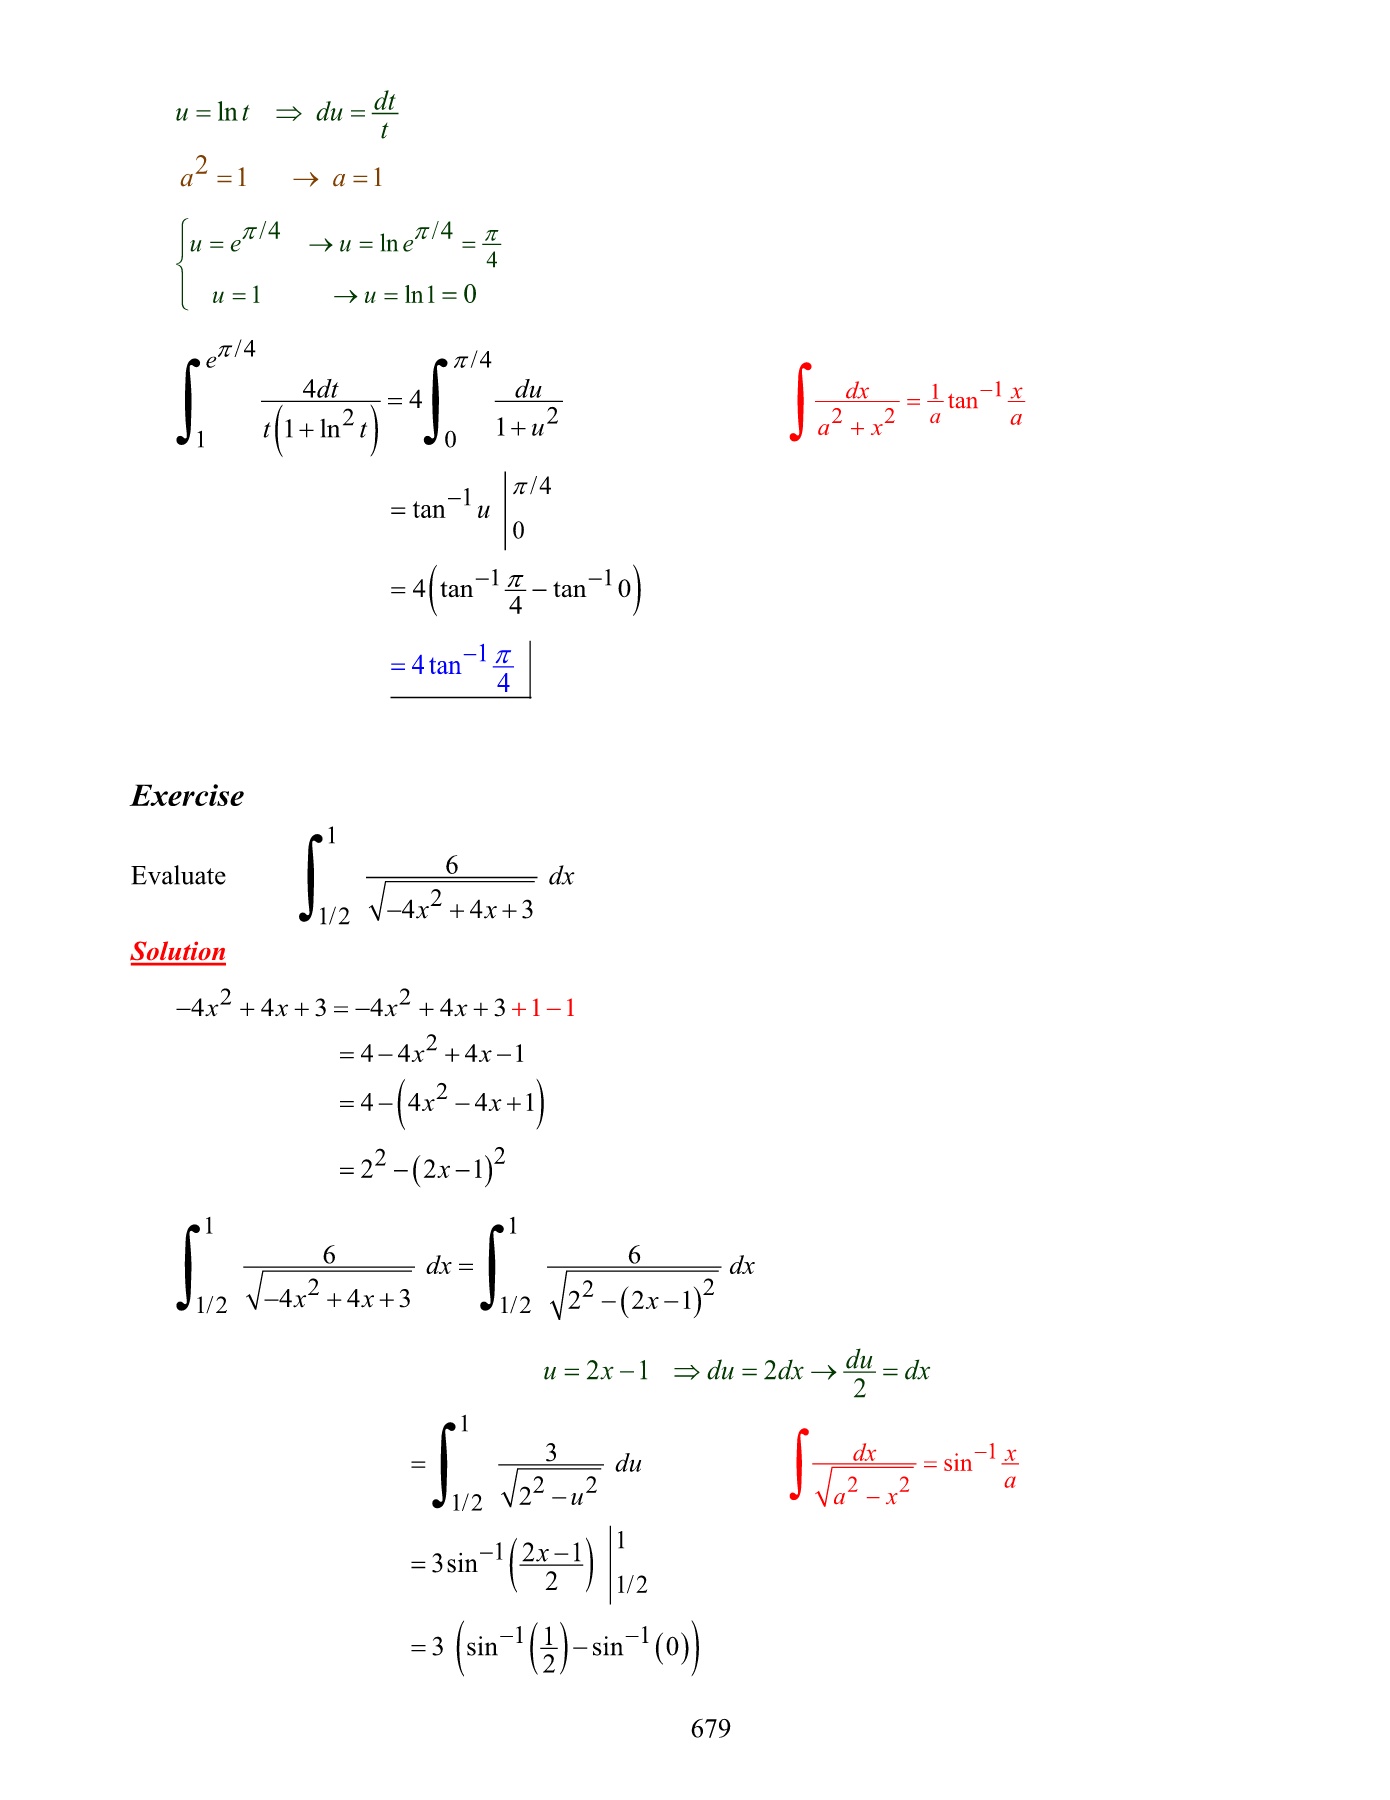 u = ln t ⇒ du = dt/t
a² = 1 → a = 1
{ u = e^(π/4) → u = ln e^(π/4) = π/4
u = 1 → u = ln 1 = 0
∫₁^(e^(π/4)) 4dt / (t(1 + ln² t)) = 4 ∫₀^(π/4) du / (1 + u²)    ∫ dx / (a² + x²) = (1/a) tan⁻¹ (x/a)
= tan⁻¹ u |₀^(π/4)
= 4(tan⁻¹ (π/4) − tan⁻¹ 0)
= 4 tan⁻¹ (π/4)
Exercise
Evaluate ∫_(1/2)^1 6 / √(−4x² + 4x + 3) dx
Solution
−4x² + 4x + 3 = −4x² + 4x + 3 + 1 − 1
= 4 − 4x² + 4x − 1
= 4 − (4x² − 4x + 1)
= 2² − (2x − 1)²
∫_(1/2)^1 6 / √(−4x² + 4x + 3) dx = ∫_(1/2)^1 6 / √(2² − (2x − 1)²) dx
u = 2x − 1 ⇒ du = 2dx → du/2 = dx
= ∫_(1/2)^1 3 / √(2² − u²) du    ∫ dx / √(a² − x²) = sin⁻¹ (x/a)
= 3 sin⁻¹ ((2x − 1)/2) |_(1/2)^1
= 3 (sin⁻¹ (1/2) − sin⁻¹ (0))
679